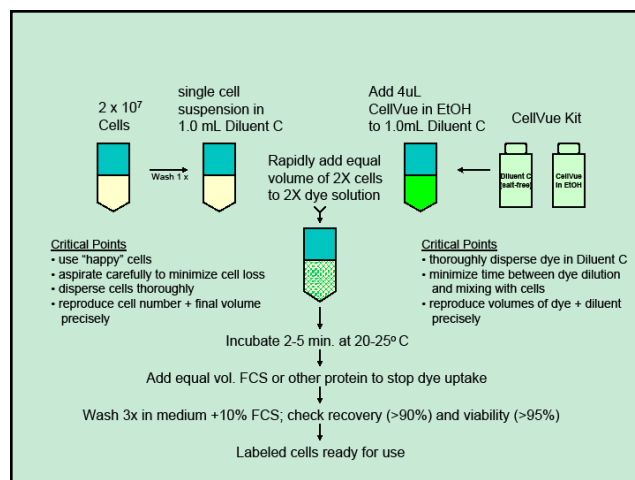 2 x 10⁷
Cells
single cell
suspension in
1.0 mL Diluent C
Add 4uL
CellVue in EtOH
to 1.0mL Diluent C
CellVue Kit
Wash 1 x
Rapidly add equal
volume of 2X cells
to 2X dye solution
Diluent C
(salt-free)
CellVue
in EtOH
Critical Points
• use “happy” cells
• aspirate carefully to minimize cell loss
• disperse cells thoroughly
• reproduce cell number + final volume
precisely
Critical Points
• thoroughly disperse dye in Diluent C
• minimize time between dye dilution
and mixing with cells
• reproduce volumes of dye + diluent
precisely
Incubate 2-5 min. at 20-25º C
Add equal vol. FCS or other protein to stop dye uptake
Wash 3x in medium +10% FCS; check recovery (>90%) and viability (>95%)
Labeled cells ready for use